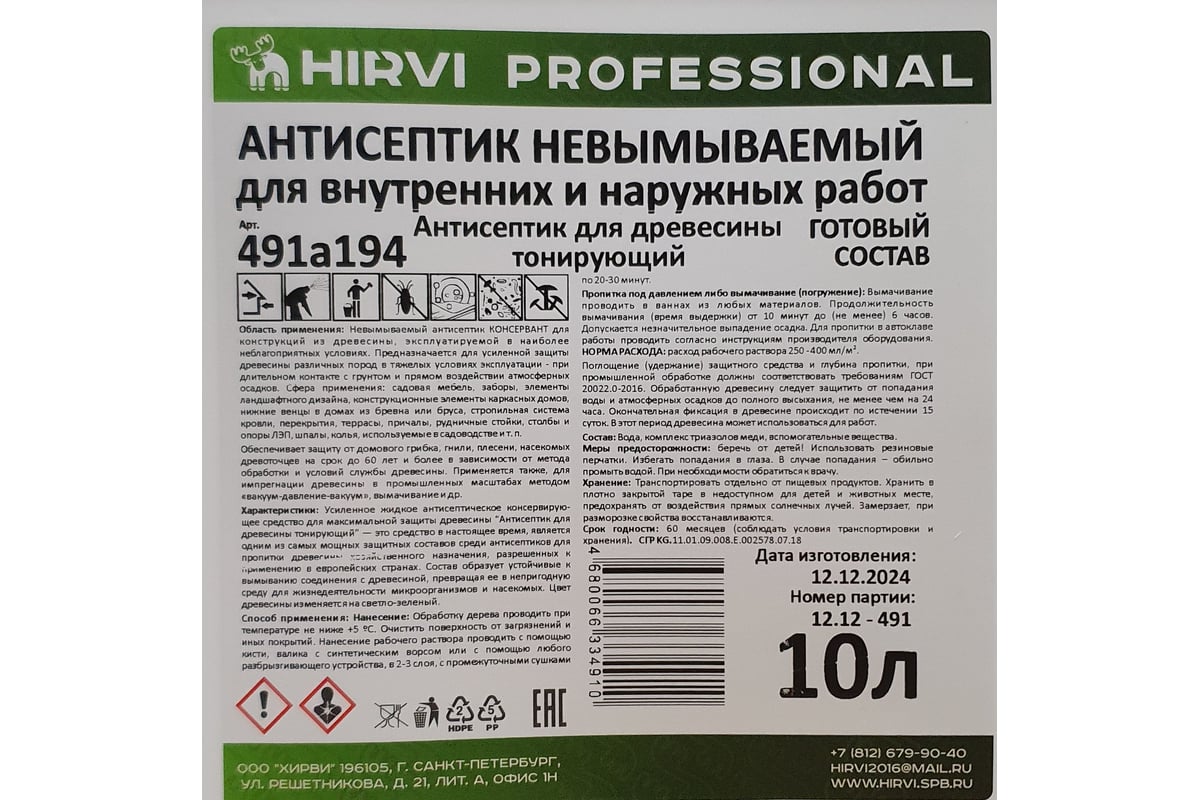 HIRVI PROFESSIONAL
АНТИСЕПТИК НЕВЫМЫВАЕМЫЙ
для внутренних и наружных работ
Арт.
491а194
Антисептик для древесины
тонирующий
ГОТОВЫЙ
СОСТАВ
Область применения: Невымываемый антисептик КОНСЕРВАНТ для
конструкций из древесины, эксплуатируемой в наиболее
неблагоприятных условиях. Предназначается для усиленной защиты
древесины различных пород в тяжелых условиях эксплуатации - при
длительном контакте с грунтом и прямом воздействии атмосферных
осадков. Сфера применения: садовая мебель, заборы, элементы
ландшафтного дизайна, конструкционные элементы каркасных домов,
нижние венцы в домах из бревна или бруса, стропильная система
кровли, перекрытия, террасы, причалы, рудничные стойки, столбы и
опоры ЛЭП, шпалы, колья, используемые в садоводстве и т. п.
Обеспечивает защиту от домового грибка, гнили, плесени, насекомых
древоточцев на срок до 60 лет и более в зависимости от метода
обработки и условий службы древесины. Применяется также, для
импрегнации древесины в промышленных масштабах методом
«вакуум-давление-вакуум», вымачивание и др.
Характеристики: Усиленное жидкое антисептическое консервирую-
щее средство для максимальной защиты древесины "Антисептик для
древесины тонирующий" — это средство в настоящее время, является
одним из самых мощных защитных составов среди антисептиков для
пропитки древесины хозяйственного назначения, разрешенных к
применению в европейских странах. Состав образует устойчивые к
вымыванию соединения с древесиной, превращая ее в непригодную
среду для жизнедеятельности микроорганизмов и насекомых. Цвет
древесины изменяется на светло-зеленый.
Способ применения: Нанесение: Обработку дерева проводить при
температуре не ниже +5 ºС. Очистить поверхность от загрязнений и
иных покрытий. Нанесение рабочего раствора проводить с помощью
кисти, валика с синтетическим ворсом или с помощью любого
разбрызгивающего устройства, в 2-3 слоя, с промежуточными сушками
по 20-30 минут.
Пропитка под давлением либо вымачивание (погружение): Вымачивание
проводить в ваннах из любых материалов. Продолжительность
вымачивания (время выдержки) от 10 минут до (не менее) 6 часов.
Допускается незначительное выпадение осадка. Для пропитки в автоклаве
работы проводить согласно инструкциям производителя оборудования.
НОРМА РАСХОДА: расход рабочего раствора 250 - 400 мл/м².
Поглощение (удержание) защитного средства и глубина пропитки, при
промышленной обработке должны соответствовать требованиям ГОСТ
20022.0-2016. Обработанную древесину следует защитить от попадания
воды и атмосферных осадков до полного высыхания, не менее чем на 24
часа. Окончательная фиксация в древесине происходит по истечении 15
суток. В этот период древесина может использоваться для работ.
Состав: Вода, комплекс триазолов меди, вспомогательные вещества.
Меры предосторожности: беречь от детей! Использовать резиновые
перчатки. Избегать попадания в глаза. В случае попадания – обильно
промыть водой. При необходимости обратиться к врачу.
Хранение: Транспортировать отдельно от пищевых продуктов. Хранить в
плотно закрытой таре в недоступном для детей и животных месте,
предохранять от воздействия прямых солнечных лучей. Замерзает, при
разморозке свойства восстанавливаются.
Срок годности: 60 месяцев (соблюдать условия транспортировки и
хранения). СГР KG.11.01.09.008.E.002578.07.18
4680066334910
Дата изготовления:
12.12.2024
Номер партии:
12.12 - 491
10л
2
HDPE
5
PP
EAC
ООО "ХИРВИ" 196105, Г. САНКТ-ПЕТЕРБУРГ,
УЛ. РЕШЕТНИКОВА, Д. 21, ЛИТ. А, ОФИС 1Н
+7 (812) 679-90-40
HIRVI2016@MAIL.RU
WWW.HIRVI.SPB.RU